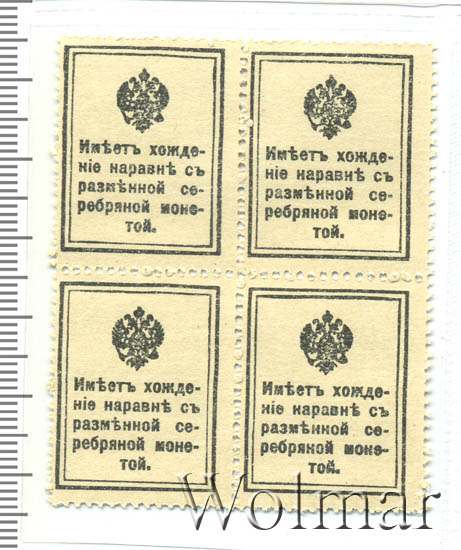 Имѣетъ хожде-
ніе наравнѣ съ
размѣнной се-
ребряной моне-
той.
Имѣетъ хожде-
ніе наравнѣ съ
размѣнной се-
ребряной моне-
той.
Имѣетъ хожде-
ніе наравнѣ съ
размѣнной се-
ребряной моне-
той.
Имѣетъ хожде-
ніе наравнѣ съ
размѣнной се-
ребряной моне-
той.
Wolmar